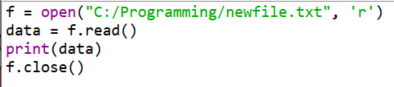 f = open("C:/Programming/newfile.txt", 'r')
data = f.read()
print(data)
f.close()